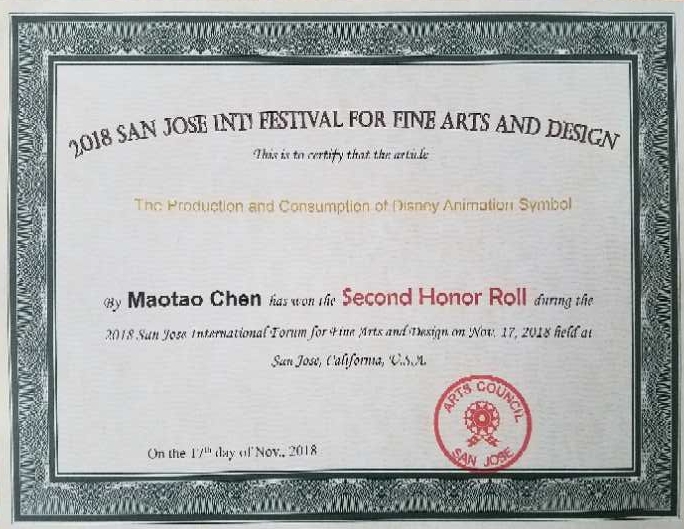 2018 SAN JOSE INT'l FESTIVAL FOR FINE ARTS AND DESIGN
This is to certify that the article
The Production and Consumption of Disney Animation Symbol
By Maotao Chen has won the Second Honor Roll during the
2018 San Jose International Forum for Fine Arts and Design on Nov. 17, 2018 held at
San Jose, California, U.S.A.
ARTS COUNCIL
SAN JOSE
On the 17th day of Nov., 2018